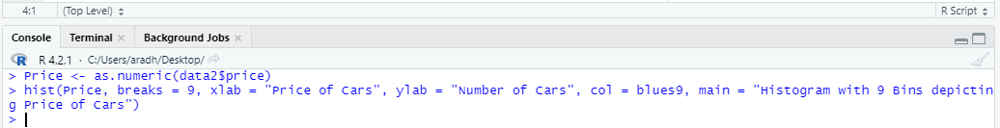 4:1 (Top Level) R Script
Console Terminal Background Jobs
R R 4.2.1 · C:/Users/aradh/Desktop/
> Price <- as.numeric(data2$price)
> hist(Price, breaks = 9, xlab = "Price of Cars", ylab = "Number of Cars", col = blues9, main = "Histogram with 9 Bins depictin
g Price of Cars")
>